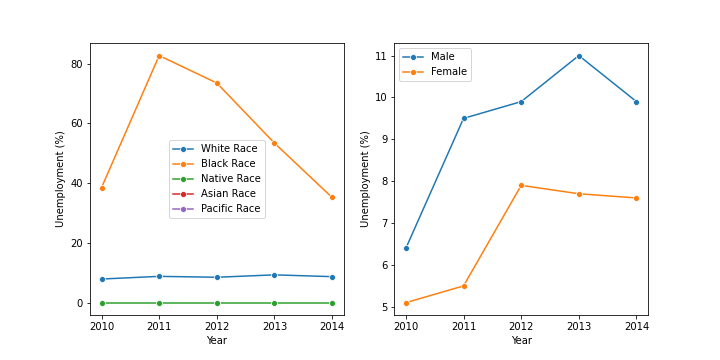 80
60
40
20
0
Unemployment (%)
White Race
Black Race
Native Race
Asian Race
Pacific Race
2010 2011 2012 2013 2014
Year
11
10
9
8
7
6
5
Unemployment (%)
Male
Female
2010 2011 2012 2013 2014
Year